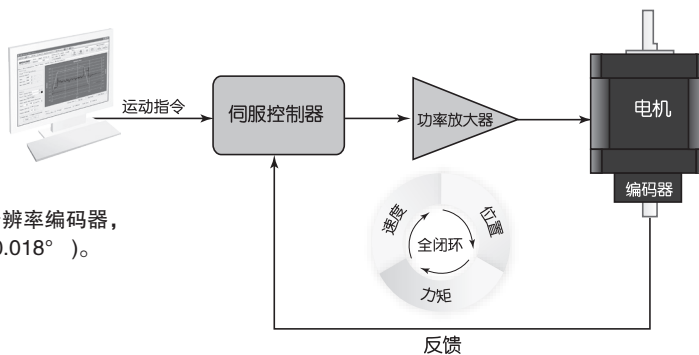 运动指令
伺服控制器
功率放大器
电机
编码器
速度
位置
全闭环
力矩
辨率编码器，
0.018° )。
反馈